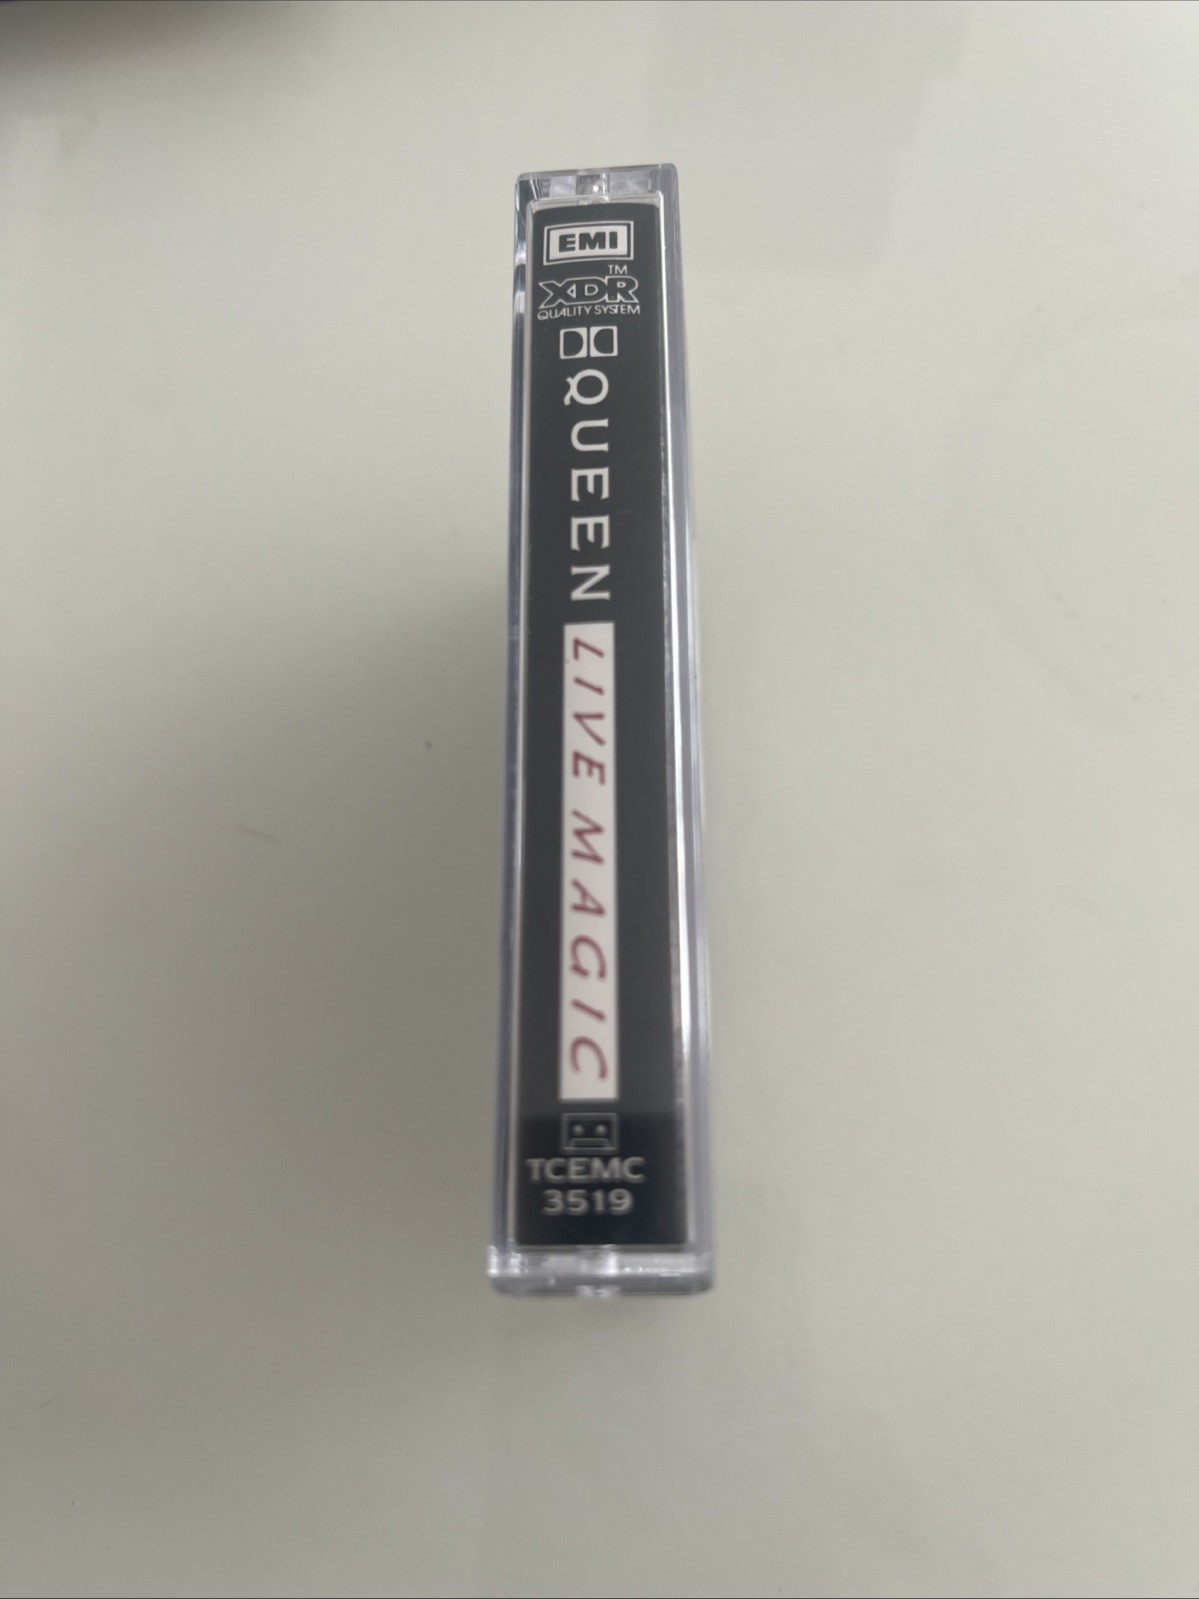 EMI
TM
XDR
QUALITY SYSTEM
QUEEN
LIVE MAGIC
TCEMC
3519